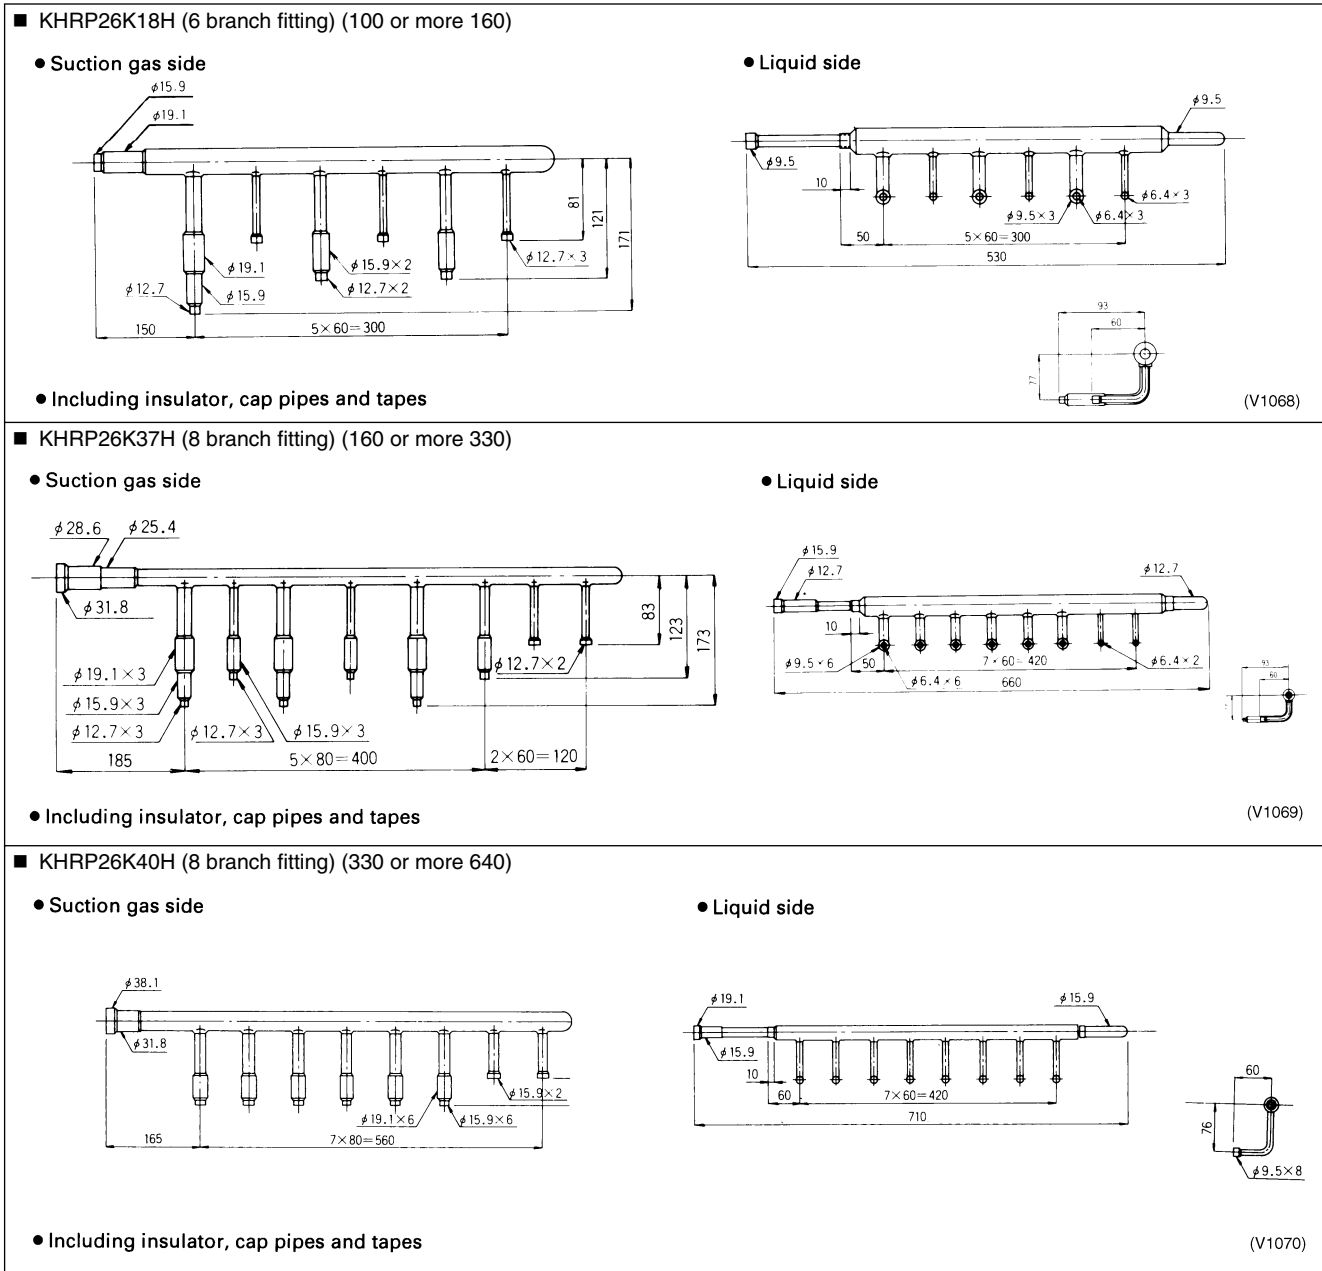 ■ KHRP26K18H (6 branch fitting) (100 or more 160)
● Suction gas side
ϕ15.9
ϕ19.1
81
121
171
ϕ19.1
ϕ15.9×2
ϕ12.7×3
ϕ12.7
ϕ15.9
ϕ12.7×2
150
5×60=300
● Liquid side
ϕ9.5
ϕ9.5
10
ϕ6.4×3
ϕ9.5×3
ϕ6.4×3
50
5×60=300
530
93
60
77
● Including insulator, cap pipes and tapes
(V1068)
■ KHRP26K37H (8 branch fitting) (160 or more 330)
● Suction gas side
ϕ28.6
ϕ25.4
ϕ31.8
83
123
173
ϕ19.1×3
ϕ12.7×2
ϕ15.9×3
ϕ12.7×3
ϕ12.7×3
ϕ15.9×3
185
5×80=400
2×60=120
● Liquid side
ϕ15.9
ϕ12.7
ϕ12.7
10
ϕ9.5×6
50
7×60=420
ϕ6.4×2
ϕ6.4×6
660
93
60
● Including insulator, cap pipes and tapes
(V1069)
■ KHRP26K40H (8 branch fitting) (330 or more 640)
● Suction gas side
ϕ38.1
ϕ31.8
ϕ15.9×2
ϕ19.1×6
ϕ15.9×6
165
7×80=560
● Liquid side
ϕ19.1
ϕ15.9
ϕ15.9
10
60
7×60=420
710
60
76
ϕ9.5×8
● Including insulator, cap pipes and tapes
(V1070)